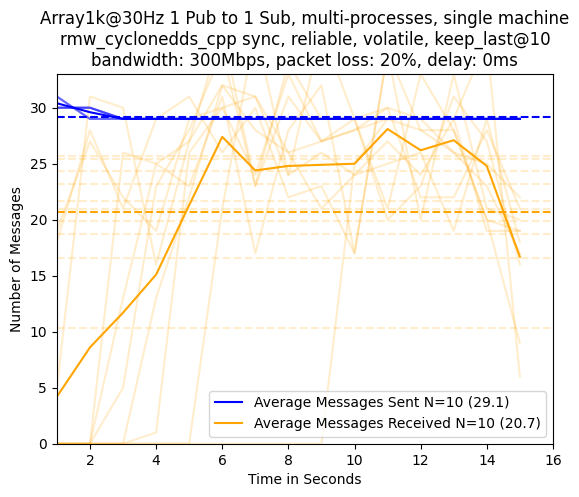 Array1k@30Hz 1 Pub to 1 Sub, multi-processes, single machine
rmw_cyclonedds_cpp sync, reliable, volatile, keep_last@10
bandwidth: 300Mbps, packet loss: 20%, delay: 0ms
Number of Messages
30
25
20
15
10
5
0
Average Messages Sent N=10 (29.1)
Average Messages Received N=10 (20.7)
2 4 6 8 10 12 14 16
Time in Seconds